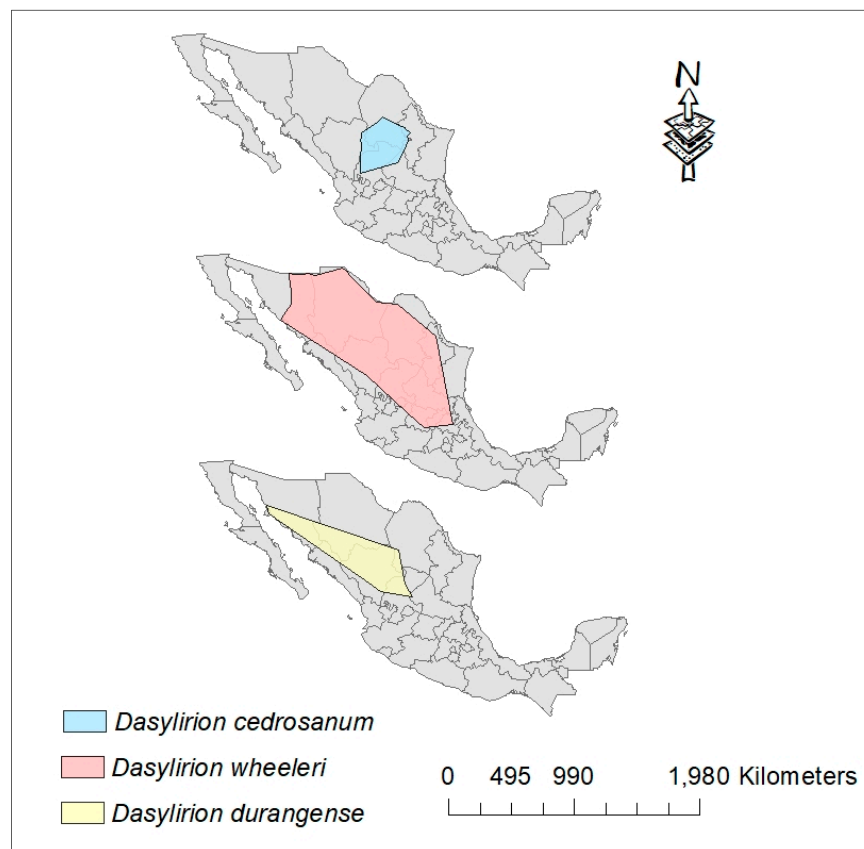 N
Dasylirion cedrosanum
Dasylirion wheeleri
Dasylirion durangense
0 495 990 1,980 Kilometers